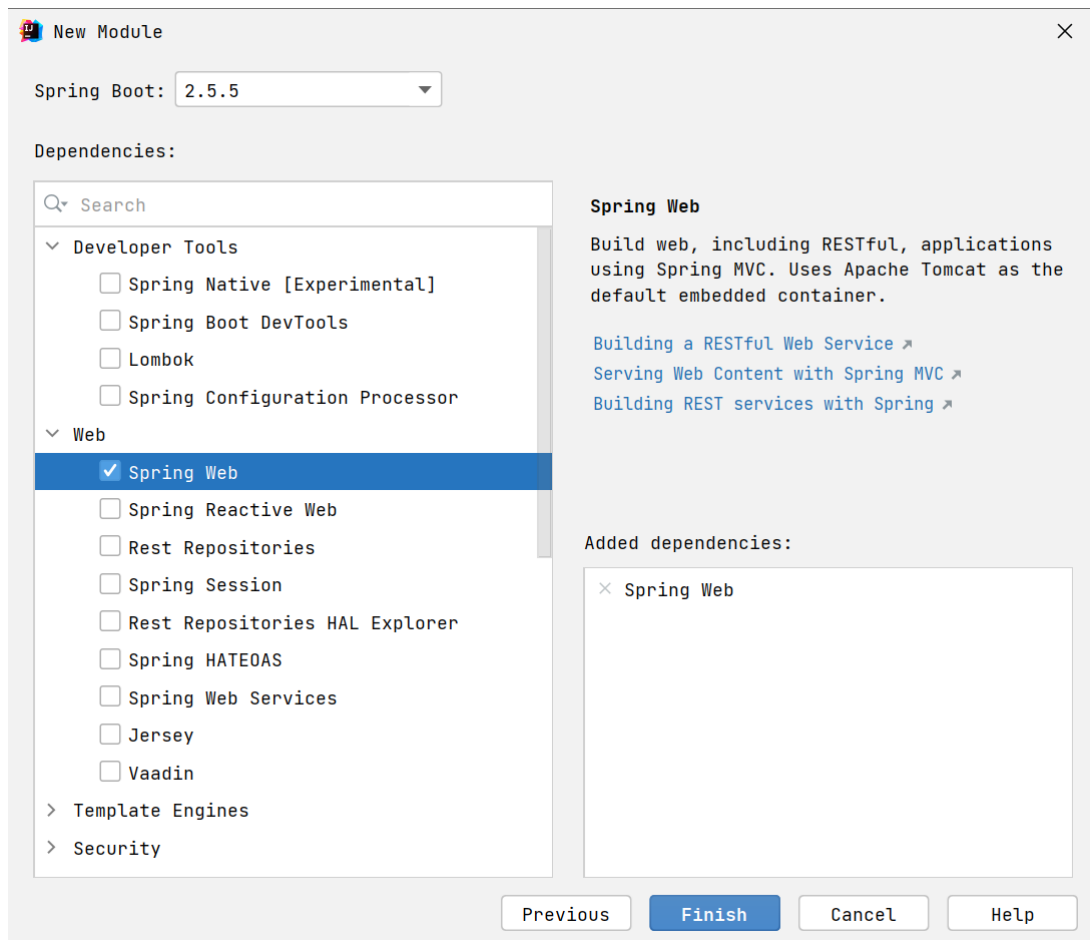 New Module
Spring Boot: 2.5.5
Dependencies:
Search
Developer Tools
Spring Native [Experimental]
Spring Boot DevTools
Lombok
Spring Configuration Processor
Web
Spring Web
Spring Reactive Web
Rest Repositories
Spring Session
Rest Repositories HAL Explorer
Spring HATEOAS
Spring Web Services
Jersey
Vaadin
Template Engines
Security
Spring Web
Build web, including RESTful, applications
using Spring MVC. Uses Apache Tomcat as the
default embedded container.
Building a RESTful Web Service
Serving Web Content with Spring MVC
Building REST services with Spring
Added dependencies:
Spring Web
Previous
Finish
Cancel
Help